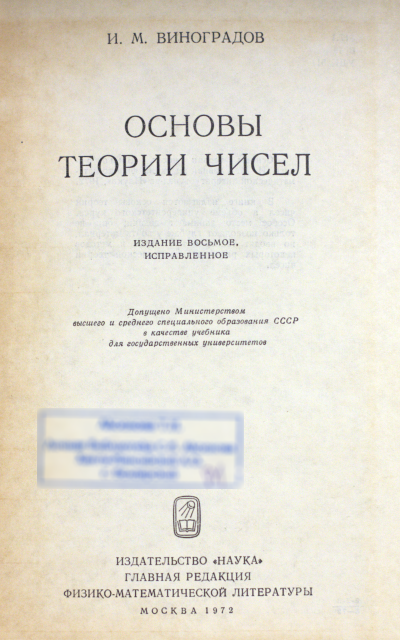 И. М. ВИНОГРАДОВ
ОСНОВЫ
ТЕОРИИ ЧИСЕЛ
ИЗДАНИЕ ВОСЬМОЕ,
ИСПРАВЛЕННОЕ
Допущено Министерством
высшего и среднего специального образования СССР
в качестве учебника
для государственных университетов
ИЗДАТЕЛЬСТВО «НАУКА»
ГЛАВНАЯ РЕДАКЦИЯ
ФИЗИКО-МАТЕМАТИЧЕСКОЙ ЛИТЕРАТУРЫ
МОСКВА 1972